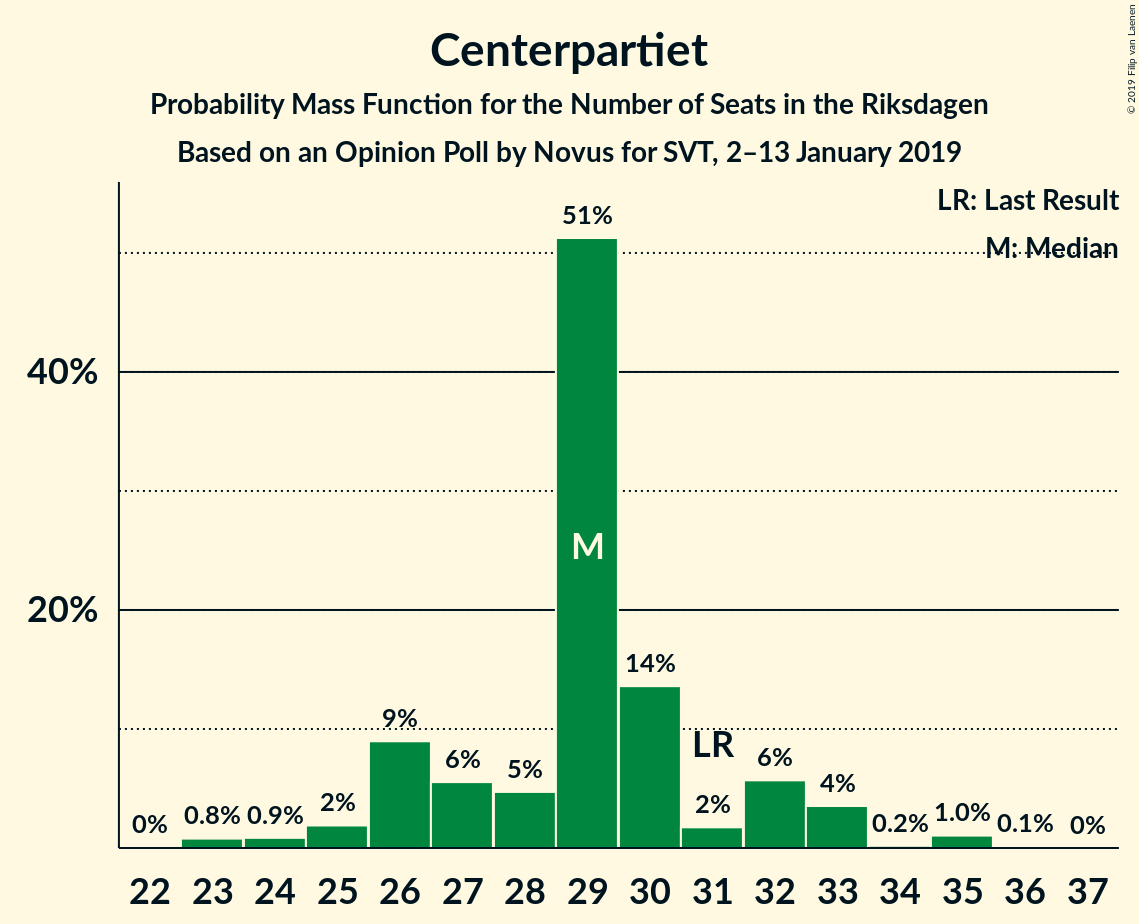 Centerpartiet
Probability Mass Function for the Number of Seats in the Riksdagen
Based on an Opinion Poll by Novus for SVT, 2–13 January 2019
© 2019 Filip van Laenen
LR: Last Result
M: Median
40%
20%
0%
0.8%
0.9%
2%
9%
6%
5%
51%
M
14%
LR
2%
6%
4%
0.2%
1.0%
0.1%
0%
22 23 24 25 26 27 28 29 30 31 32 33 34 35 36 37